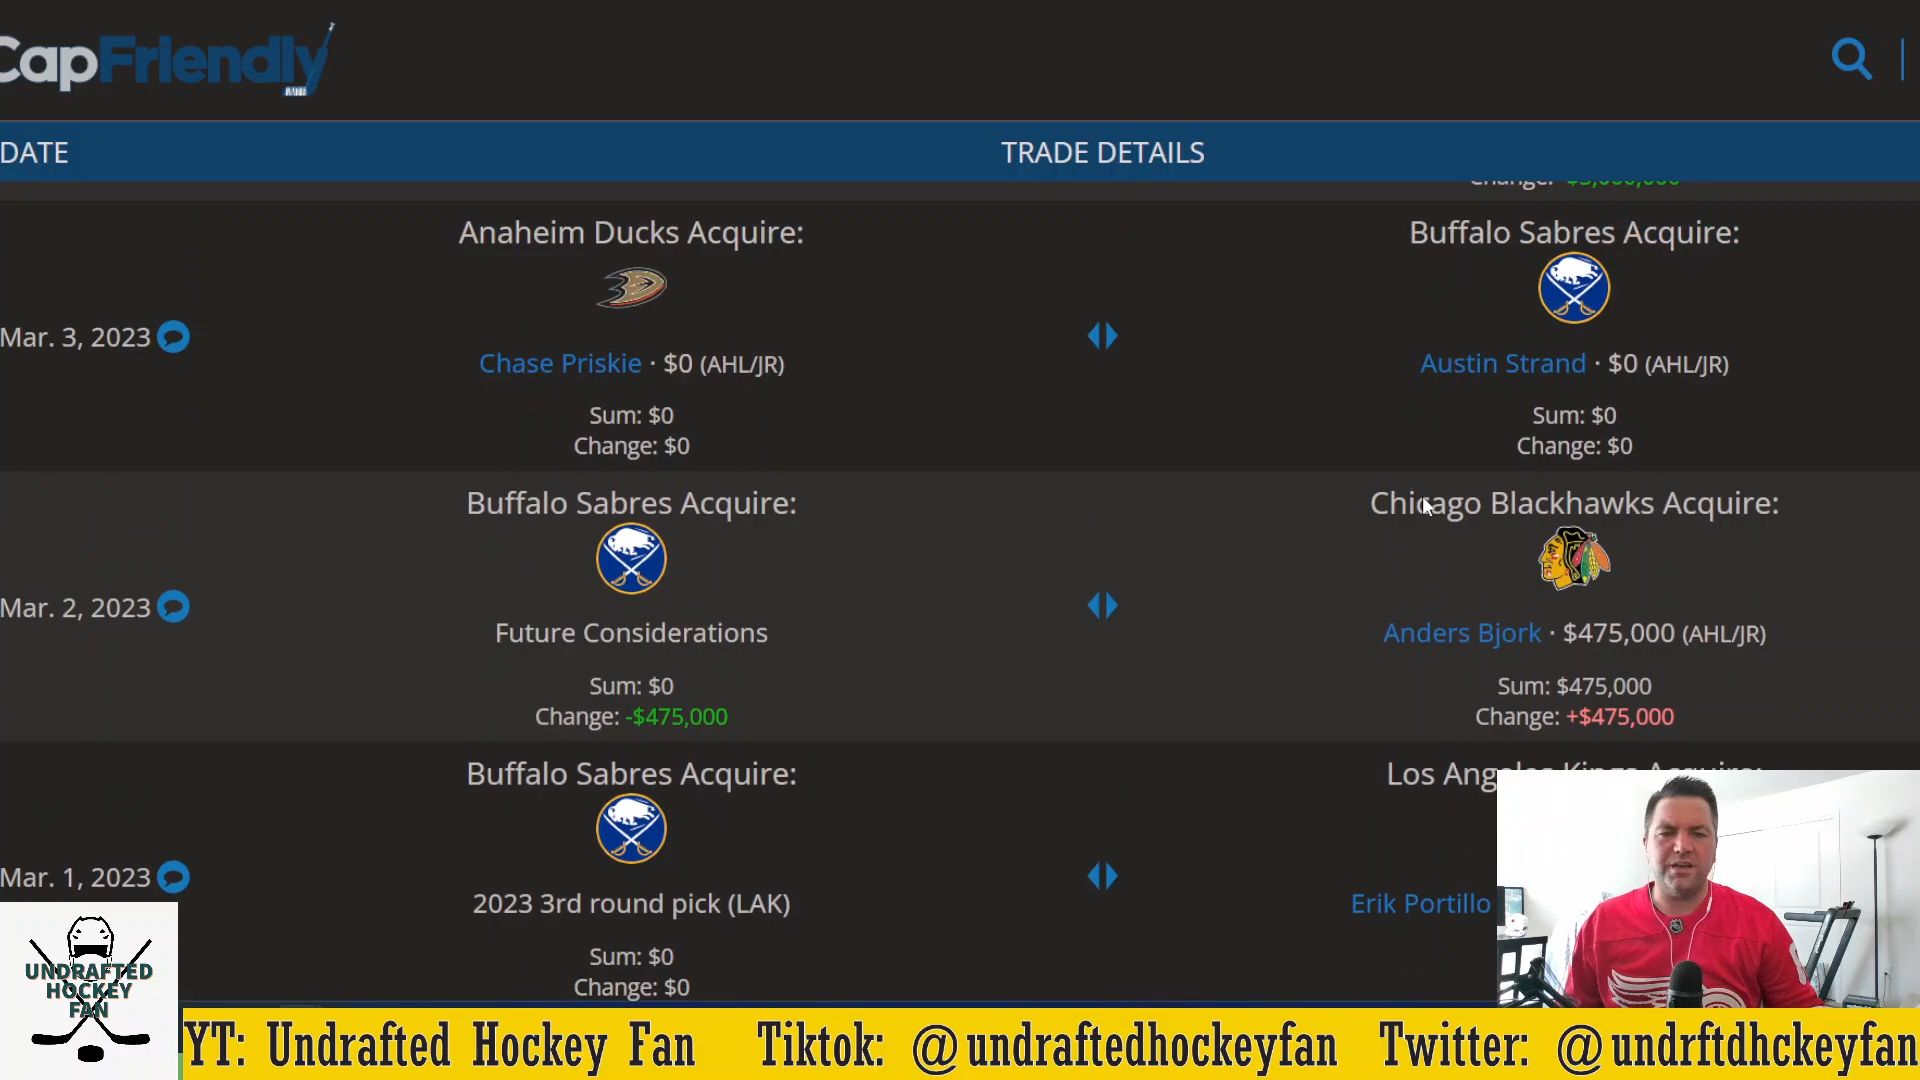 CapFriendly
DATE
TRADE DETAILS
Anaheim Ducks Acquire:
Buffalo Sabres Acquire:
Mar. 3, 2023
Chase Priskie · $0 (AHL/JR)
Austin Strand · $0 (AHL/JR)
Sum: $0
Change: $0
Sum: $0
Change: $0
Buffalo Sabres Acquire:
Chicago Blackhawks Acquire:
Mar. 2, 2023
Future Considerations
Anders Bjork · $475,000 (AHL/JR)
Sum: $0
Change: -$475,000
Sum: $475,000
Change: +$475,000
Buffalo Sabres Acquire:
Los Angeles Kings Acquire:
Mar. 1, 2023
2023 3rd round pick (LAK)
Erik Portillo
Sum: $0
Change: $0
UNDRAFTED
HOCKEY
FAN
YT: Undrafted Hockey Fan Tiktok: @undraftedhockeyfan Twitter: @undrftdhckeyfan